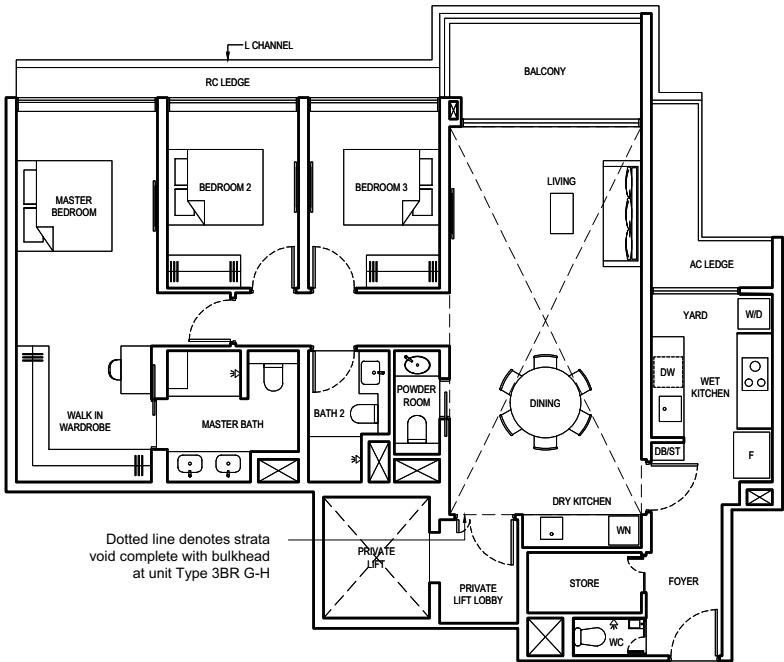 L CHANNEL
RC LEDGE
BALCONY
MASTER
BEDROOM
BEDROOM 2
BEDROOM 3
LIVING
AC LEDGE
YARD
W/D
DW
WET
KITCHEN
WALK IN
WARDROBE
MASTER BATH
BATH 2
POWDER
ROOM
DINING
DB/ST
F
DRY KITCHEN
WN
Dotted line denotes strata
void complete with bulkhead
at unit Type 3BR G-H
PRIVATE
LIFT
PRIVATE
LIFT LOBBY
STORE
FOYER
WC